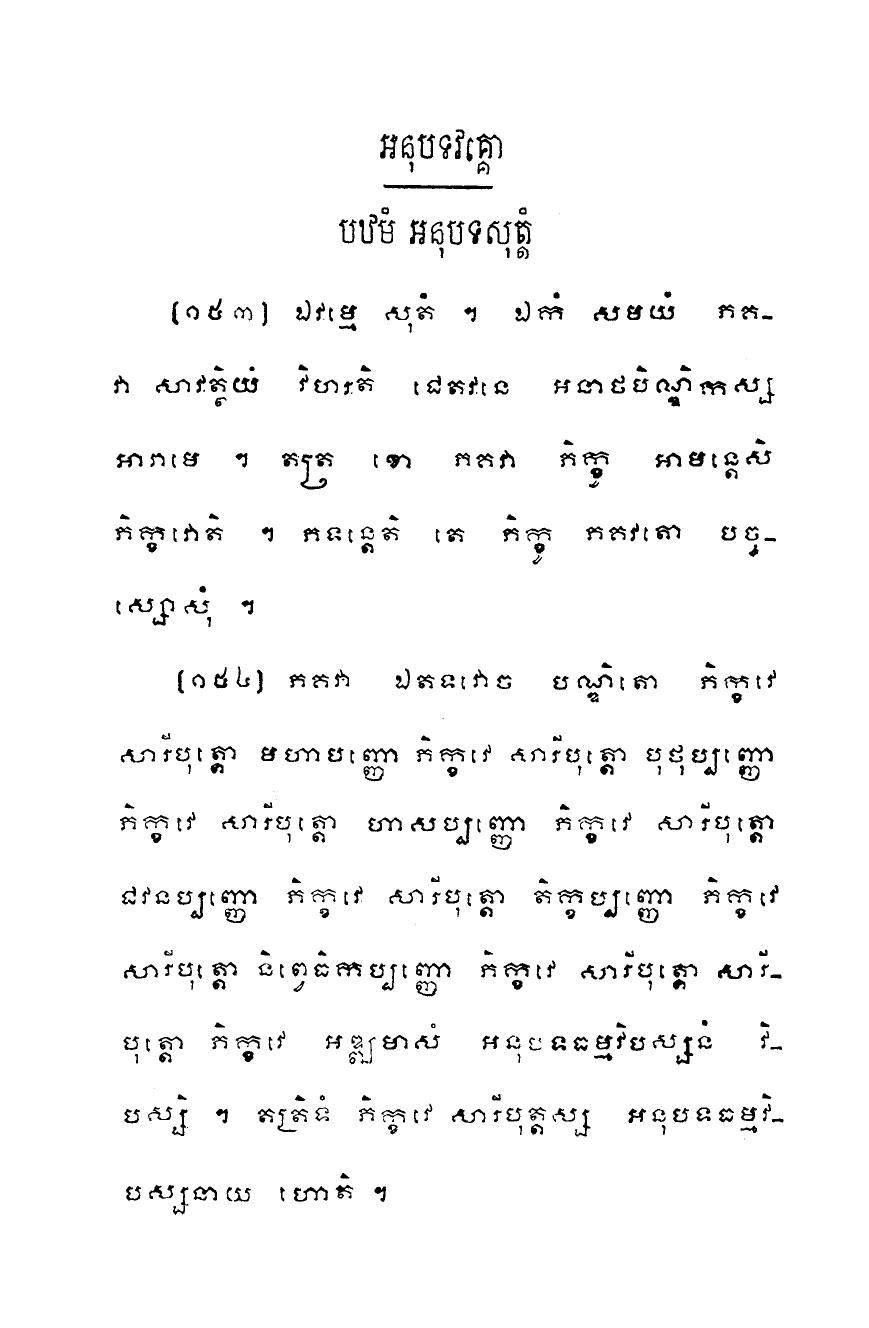 អនុបទវគ្គោ
បឋមំ អនុបទសុត្តំ
[១៥៣] ឯវម្មេ សុតំ ។ ឯកំ សមយំ ភគ-
វា សាវត្ថិយំ វិហរតិ ជេតវនេ អនាថបិណ្ឌិកស្ស
អារាមេ ។ តត្រ ខោ ភគវា ភិក្ខូ អាមន្តេសិ
ភិក្ខវោតិ ។ ភទន្តេតិ តេ ភិក្ខូ ភគវតោ បច្ច-
ស្សោសុំ ។
[១៥៤] ភគវា ឯតទវោច បណ្ឌិតោ ភិក្ខវេ
សារីបុត្តោ មហាបញ្ញោ ភិក្ខវេ សារីបុត្តោ បុថុប្បញ្ញោ
ភិក្ខវេ សារីបុត្តោ ហាសប្បញ្ញោ ភិក្ខវេ សារីបុត្តោ
ជវនប្បញ្ញោ ភិក្ខវេ សារីបុត្តោ តិក្ខប្បញ្ញោ ភិក្ខវេ
សារីបុត្តោ និព្វេធិកប្បញ្ញោ ភិក្ខវេ សារីបុត្តោ សារី-
បុត្តោ ភិក្ខវេ អឌ្ឍមាសំ អនុបទធម្មវិបស្សនំ វិ-
បស្សិ ។ តត្រិទំ ភិក្ខវេ សារីបុត្តស្ស អនុបទធម្មវិ-
បស្សនាយ ហោតិ ។